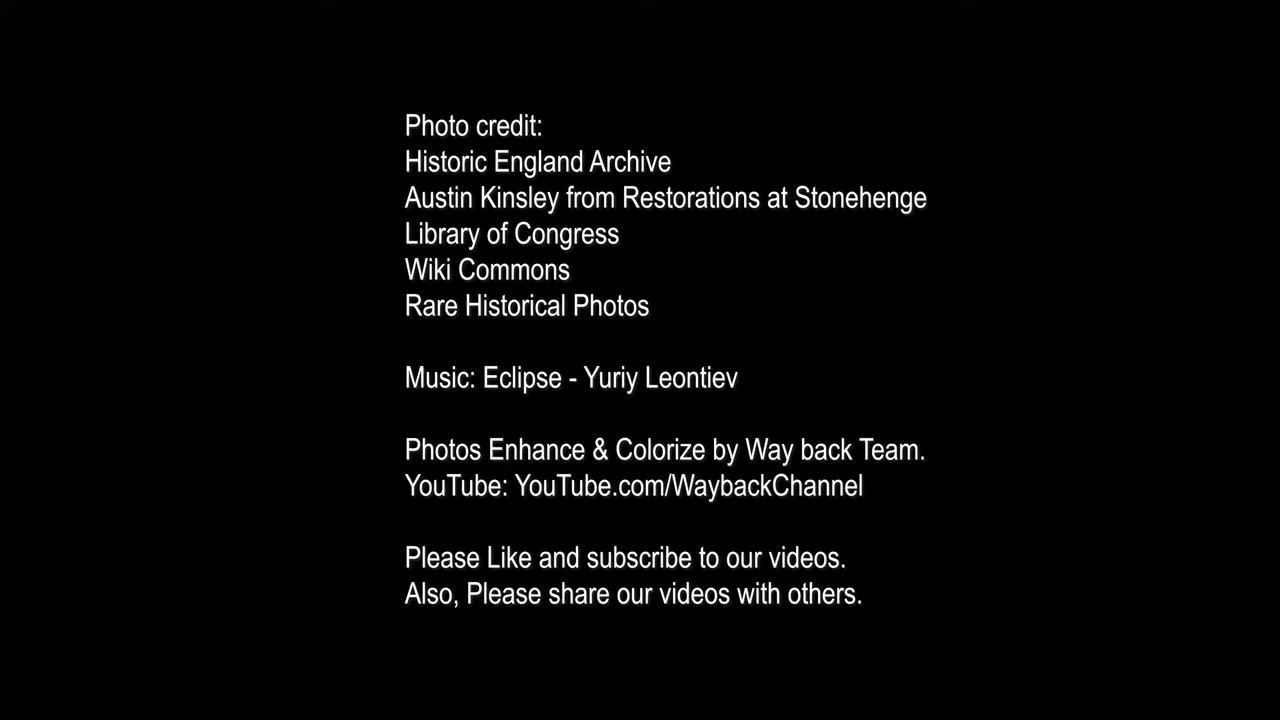 Photo credit:
Historic England Archive
Austin Kinsley from Restorations at Stonehenge
Library of Congress
Wiki Commons
Rare Historical Photos
Music: Eclipse - Yuriy Leontiev
Photos Enhance & Colorize by Way back Team.
YouTube: YouTube.com/WaybackChannel
Please Like and subscribe to our videos.
Also, Please share our videos with others.